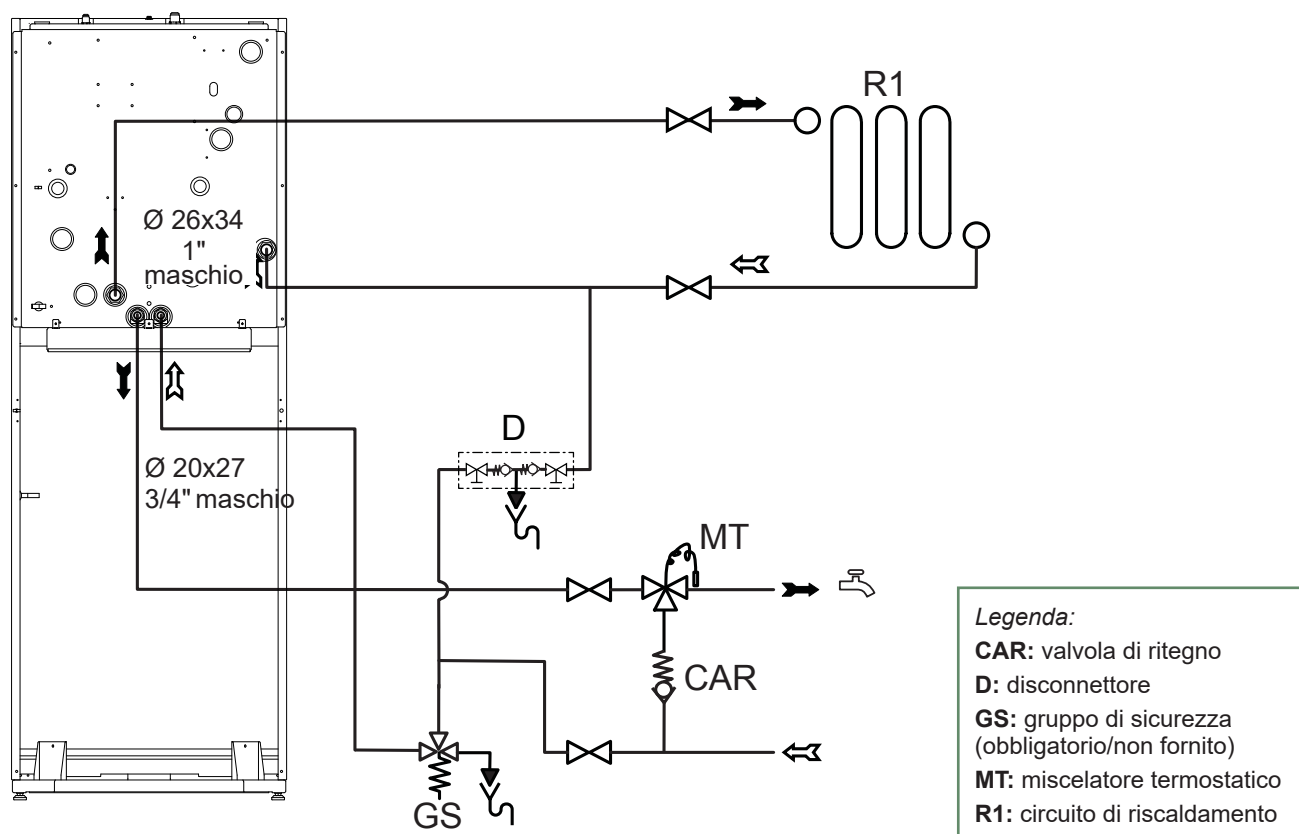 R1
Ø 26x34
1"
maschio
D
Ø 20x27
3/4" maschio
MT
CAR
GS
Legenda:
CAR: valvola di ritegno
D: disconnettore
GS: gruppo di sicurezza
(obbligatorio/non fornito)
MT: miscelatore termostatico
R1: circuito di riscaldamento